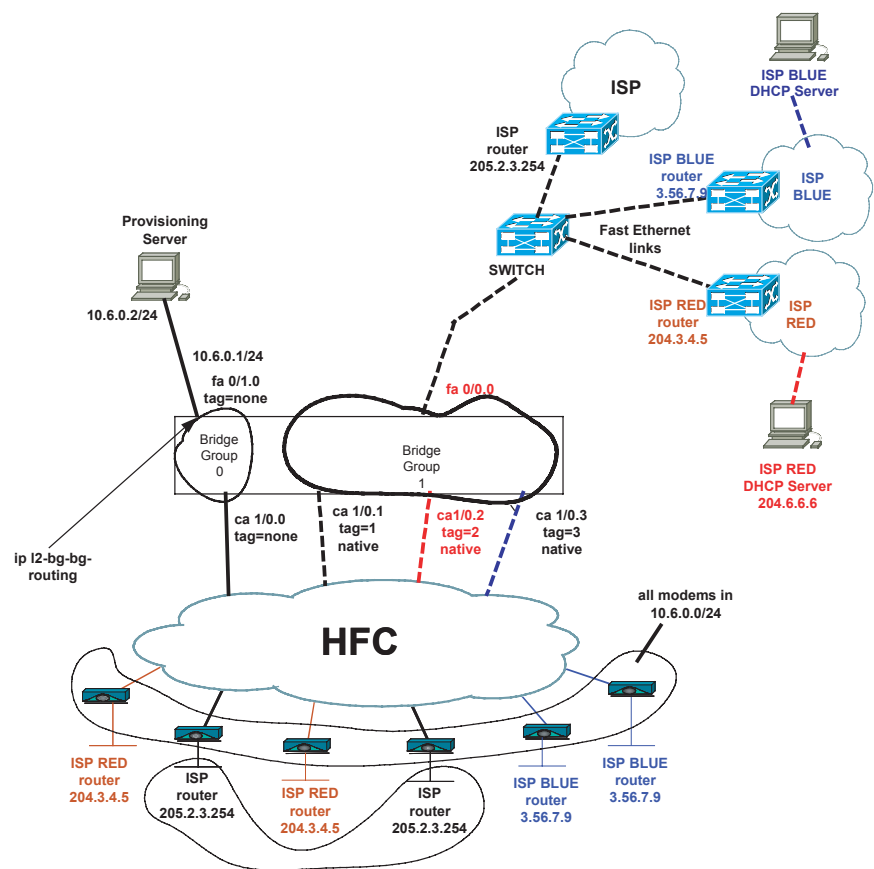 ISP
ISP BLUE
DHCP Server
ISP
router
205.2.3.254
ISP BLUE
router
3.56.7.9
ISP
BLUE
Fast Ethernet
links
SWITCH
Provisioning
Server
10.6.0.2/24
ISP RED
router
204.3.4.5
ISP
RED
10.6.0.1/24
fa 0/1.0
tag=none
fa 0/0.0
Bridge
Group
0
Bridge
Group
1
ISP RED
DHCP Server
204.6.6.6
ca 1/0.0
tag=none
ca 1/0.1
tag=1
native
ca1/0.2
tag=2
native
ca 1/0.3
tag=3
native
ip l2-bg-bg-
routing
all modems in
10.6.0.0/24
HFC
ISP RED
router
204.3.4.5
ISP
router
205.2.3.254
ISP RED
router
204.3.4.5
ISP
router
205.2.3.254
ISP BLUE
router
3.56.7.9
ISP BLUE
router
3.56.7.9